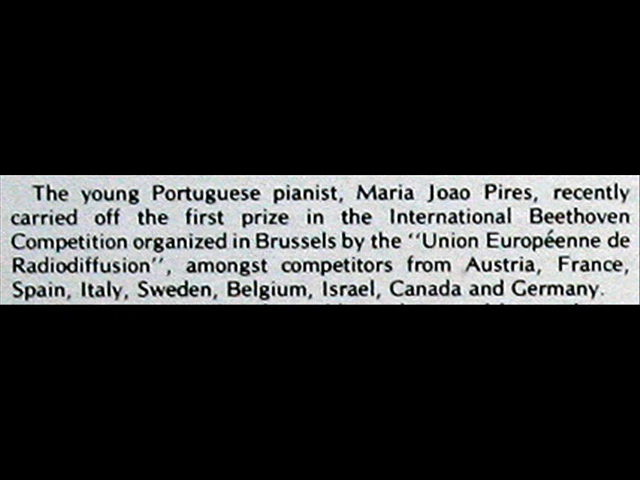 The young Portuguese pianist, Maria Joao Pires, recently
carried off the first prize in the International Beethoven
Competition organized in Brussels by the "Union Européenne de
Radiodiffusion", amongst competitors from Austria, France,
Spain, Italy, Sweden, Belgium, Israel, Canada and Germany.